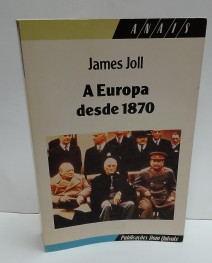 ANAIS
James Joll
A Europa
desde 1870
Publicações Dom Quixote